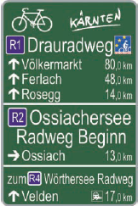 KÄRNTEN
R1 Drauradweg
Völkermarkt 80,0 km
Ferlach 48,0 km
Rosegg 14,0 km
R2 Ossiachersee
Radweg Beginn
Ossiach 13,0 km
zum R4 Wörthersee Radweg
Velden 17,0 km